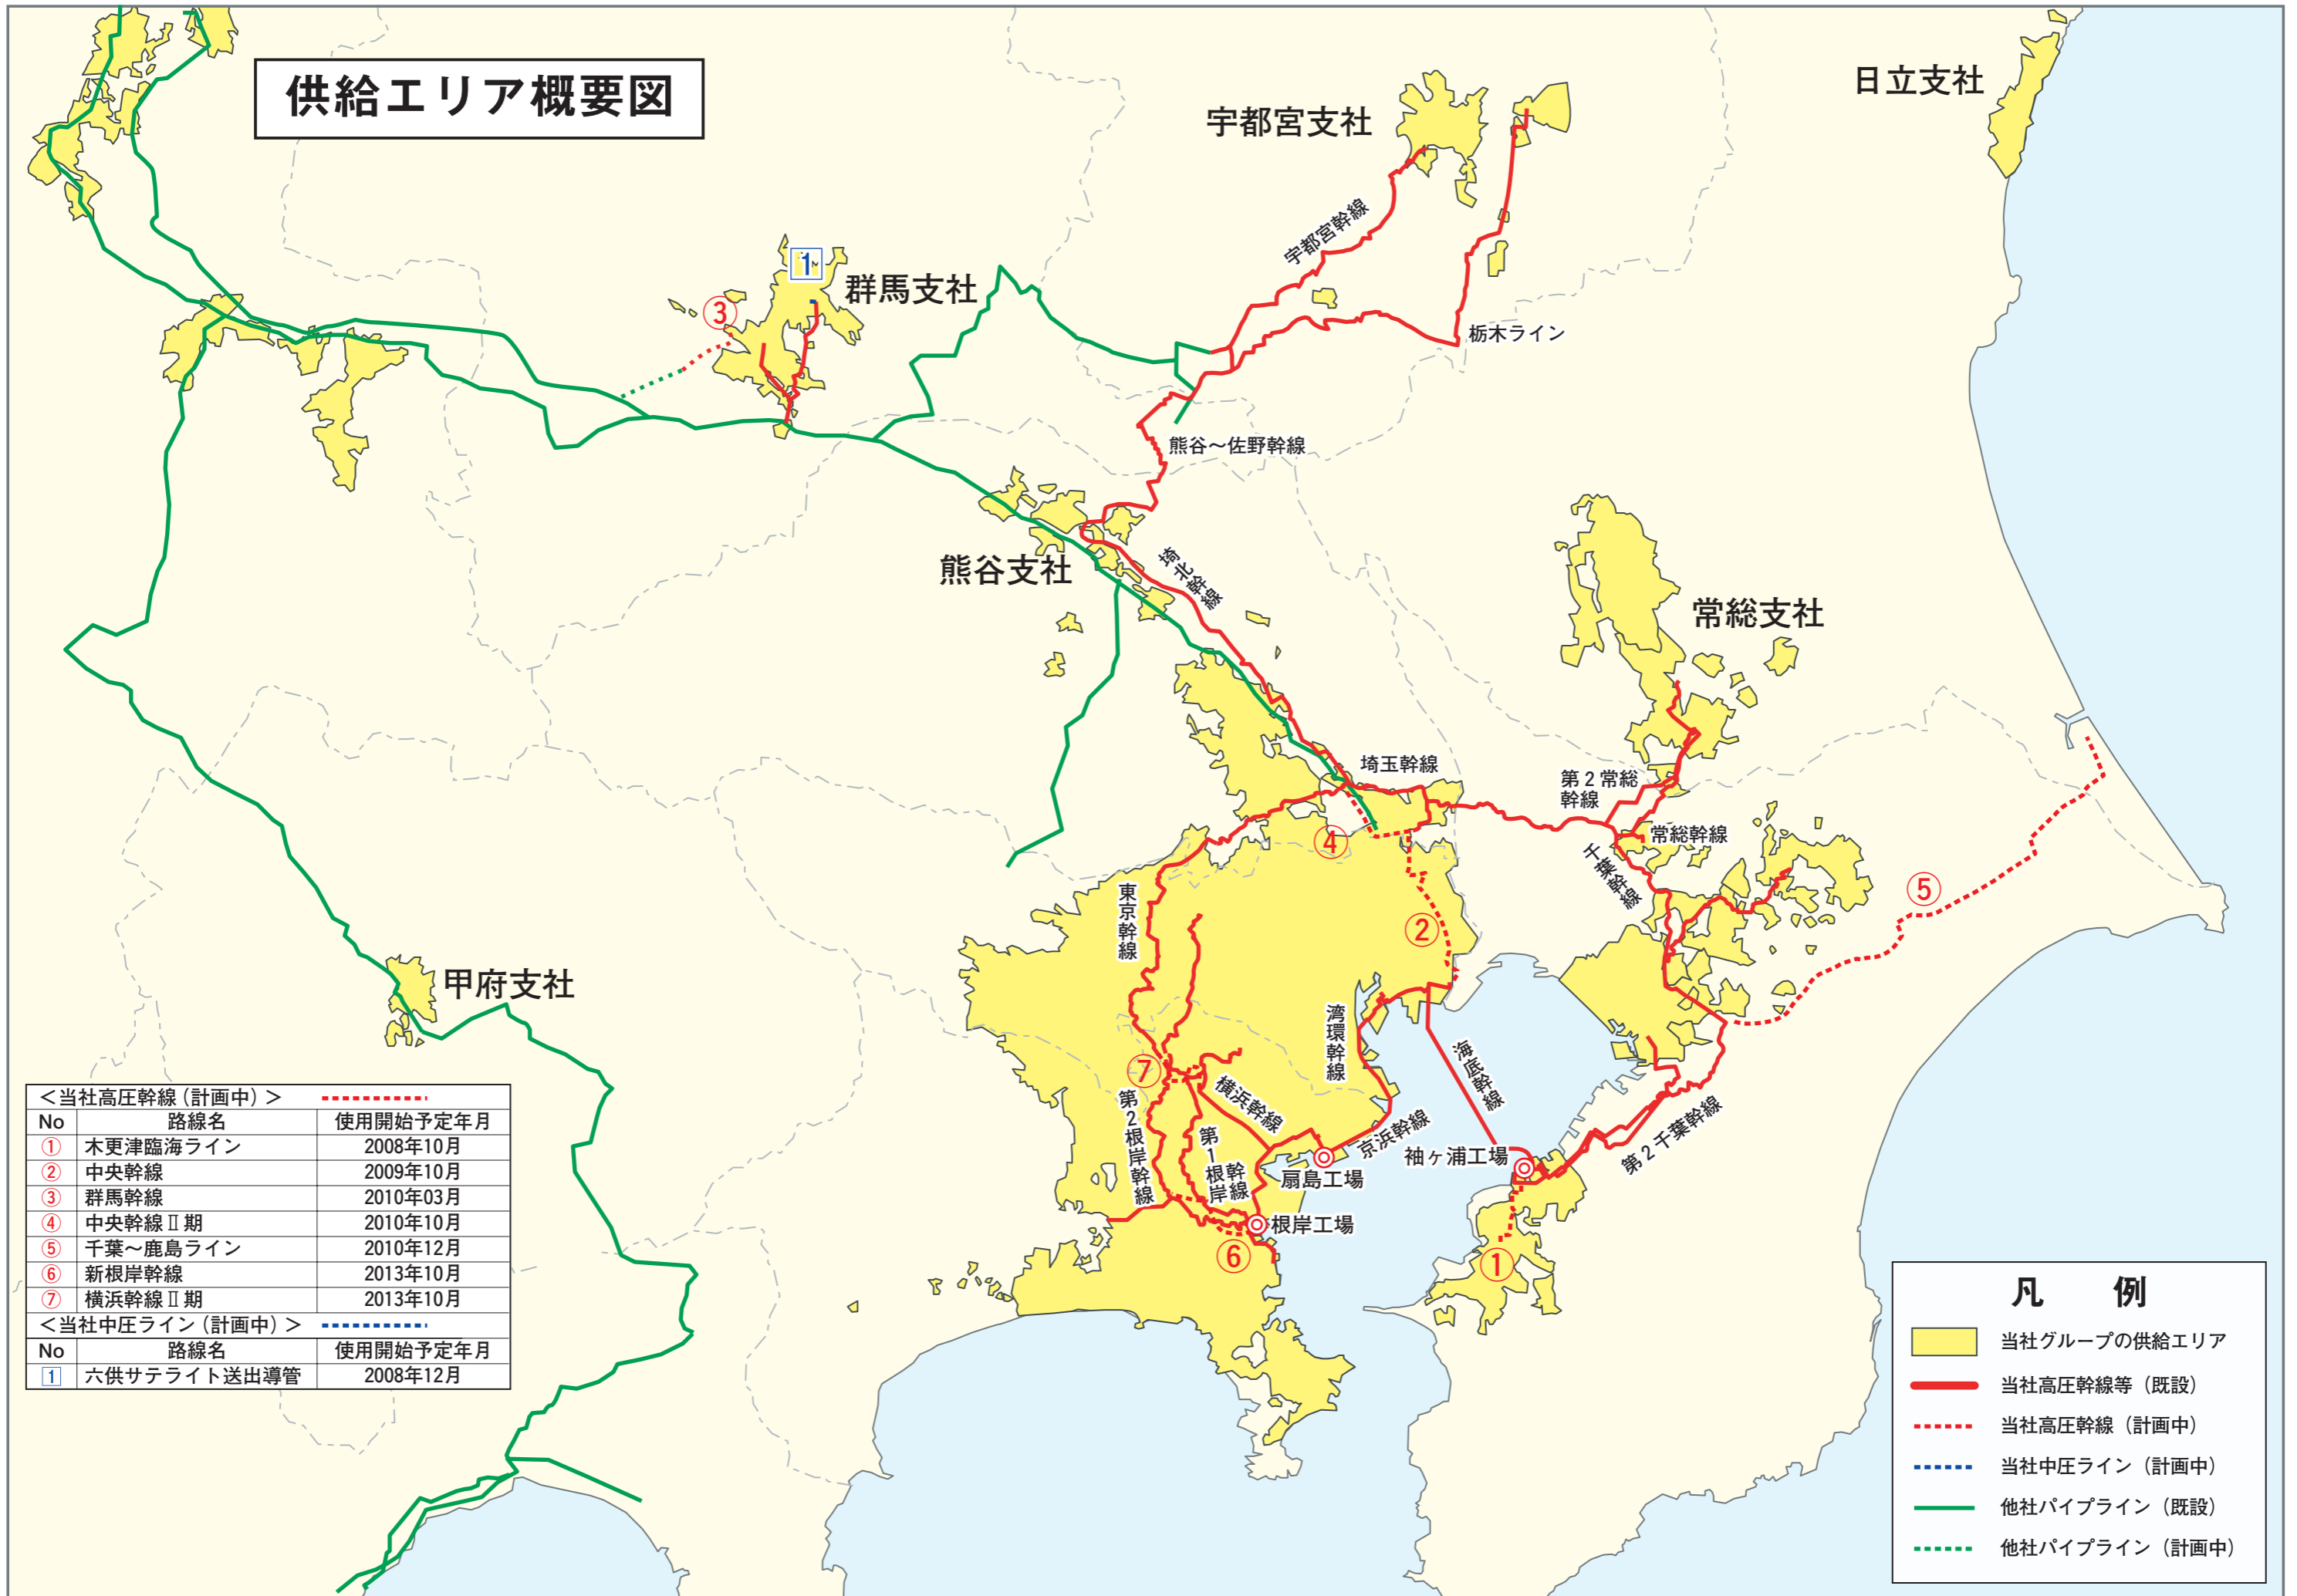 供給エリア概要図
日立支社
宇都宮支社
宇都宮幹線
1
群馬支社
③
栃木ライン
熊谷～佐野幹線
熊谷支社
埼北幹線
常総支社
埼玉幹線
第2常総
幹線
常総幹線
④
千葉幹線
東京幹線
②
⑤
甲府支社
湾環幹線
海底幹線
⑦
横浜幹線
第2根岸幹線
第1根岸幹線
京浜幹線
扇島工場
袖ヶ浦工場
第2千葉幹線
根岸工場
⑥
①
＜当社高圧幹線（計画中）＞
No 路線名 使用開始予定年月
① 木更津臨海ライン 2008年10月
② 中央幹線 2009年10月
③ 群馬幹線 2010年03月
④ 中央幹線Ⅱ期 2010年10月
⑤ 千葉～鹿島ライン 2010年12月
⑥ 新根岸幹線 2013年10月
⑦ 横浜幹線Ⅱ期 2013年10月
＜当社中圧ライン（計画中）＞
No 路線名 使用開始予定年月
1 六供サテライト送出導管 2008年12月
凡 例
当社グループの供給エリア
当社高圧幹線等（既設）
当社高圧幹線（計画中）
当社中圧ライン（計画中）
他社パイプライン（既設）
他社パイプライン（計画中）